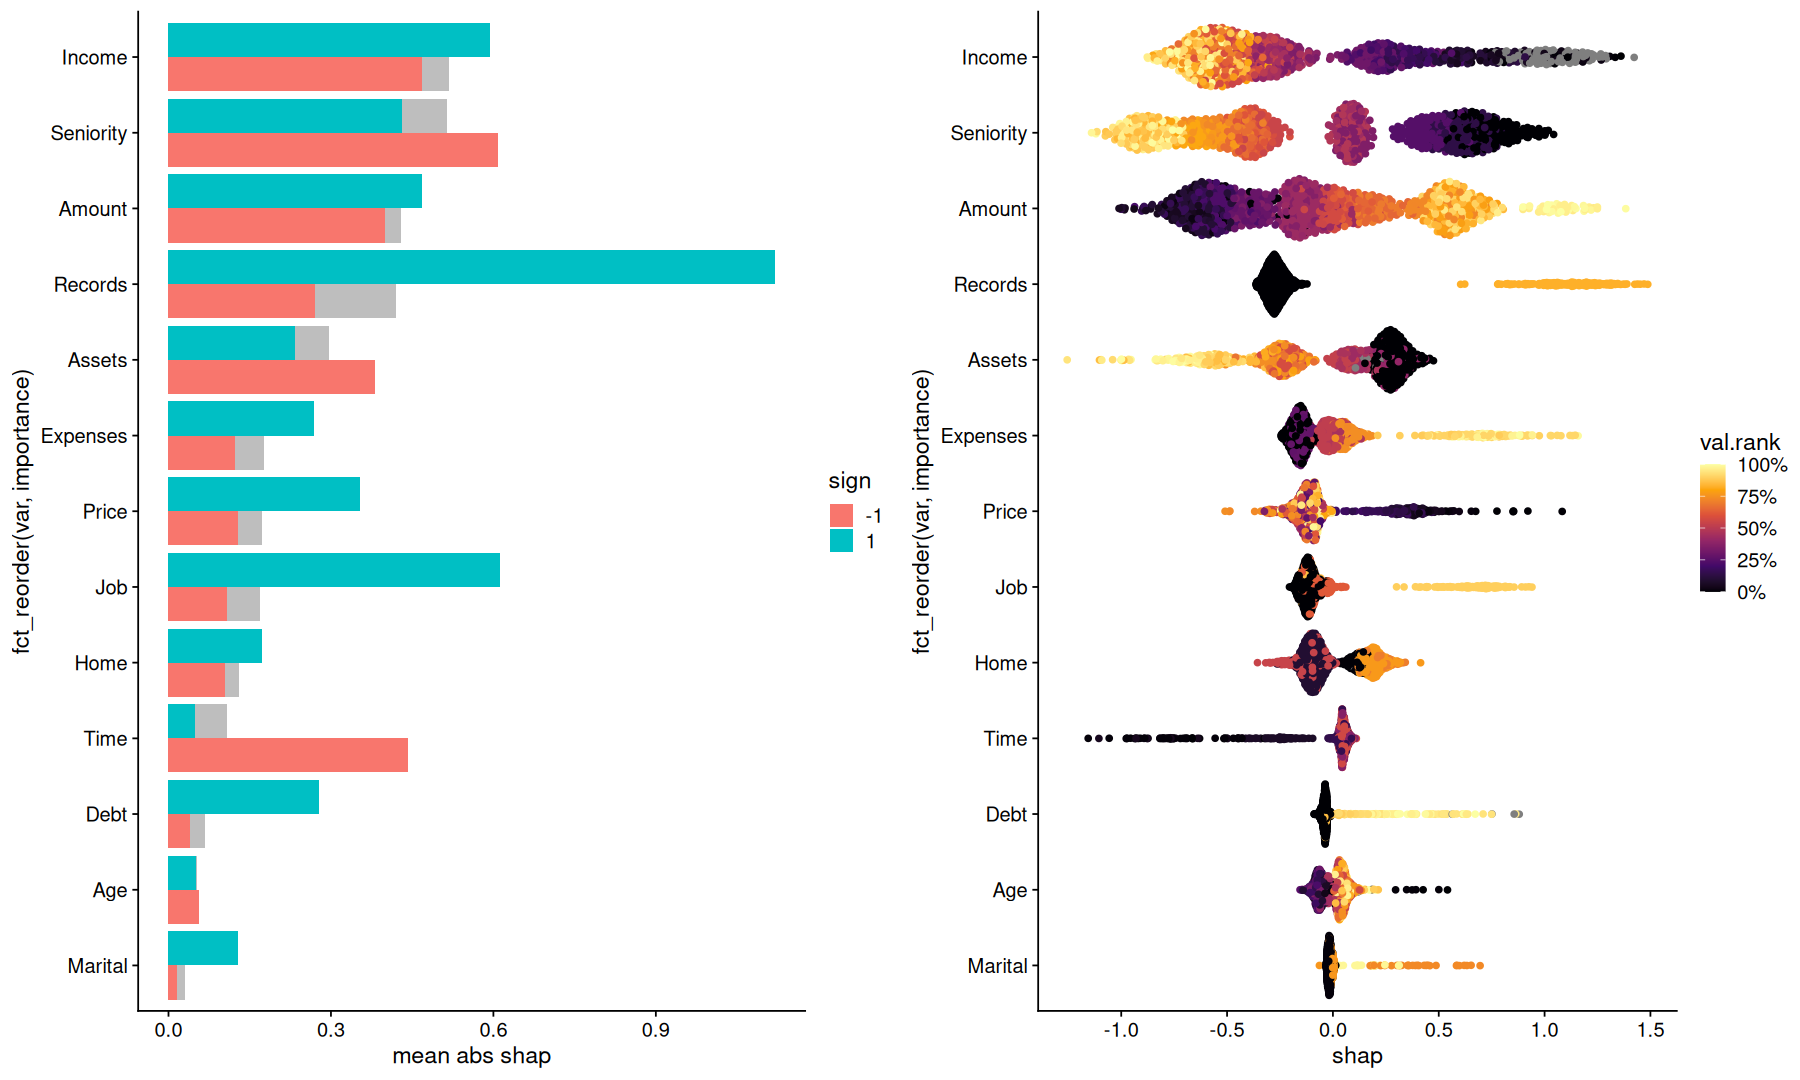 Income
Seniority
Amount
Records
Assets
Expenses
Price
Job
Home
Time
Debt
Age
Marital
fct_reorder(var, importance)
0.0 0.3 0.6 0.9
mean abs shap
sign
-1
1
Income
Seniority
Amount
Records
Assets
Expenses
Price
Job
Home
Time
Debt
Age
Marital
fct_reorder(var, importance)
-1.0 -0.5 0.0 0.5 1.0 1.5
shap
val.rank
100%
75%
50%
25%
0%